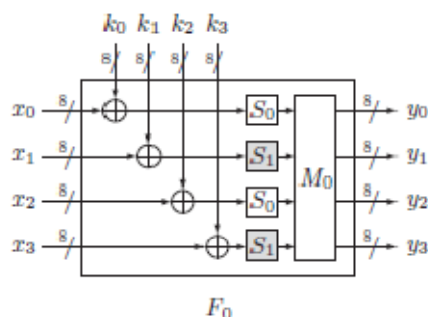 k₀ k₁ k₂ k₃
8 8 8 8
x₀ 8 S₀ 8 y₀
x₁ 8 S₁ 8 y₁
M₀
x₂ 8 S₀ 8 y₂
x₃ 8 S₁ 8 y₃
F₀